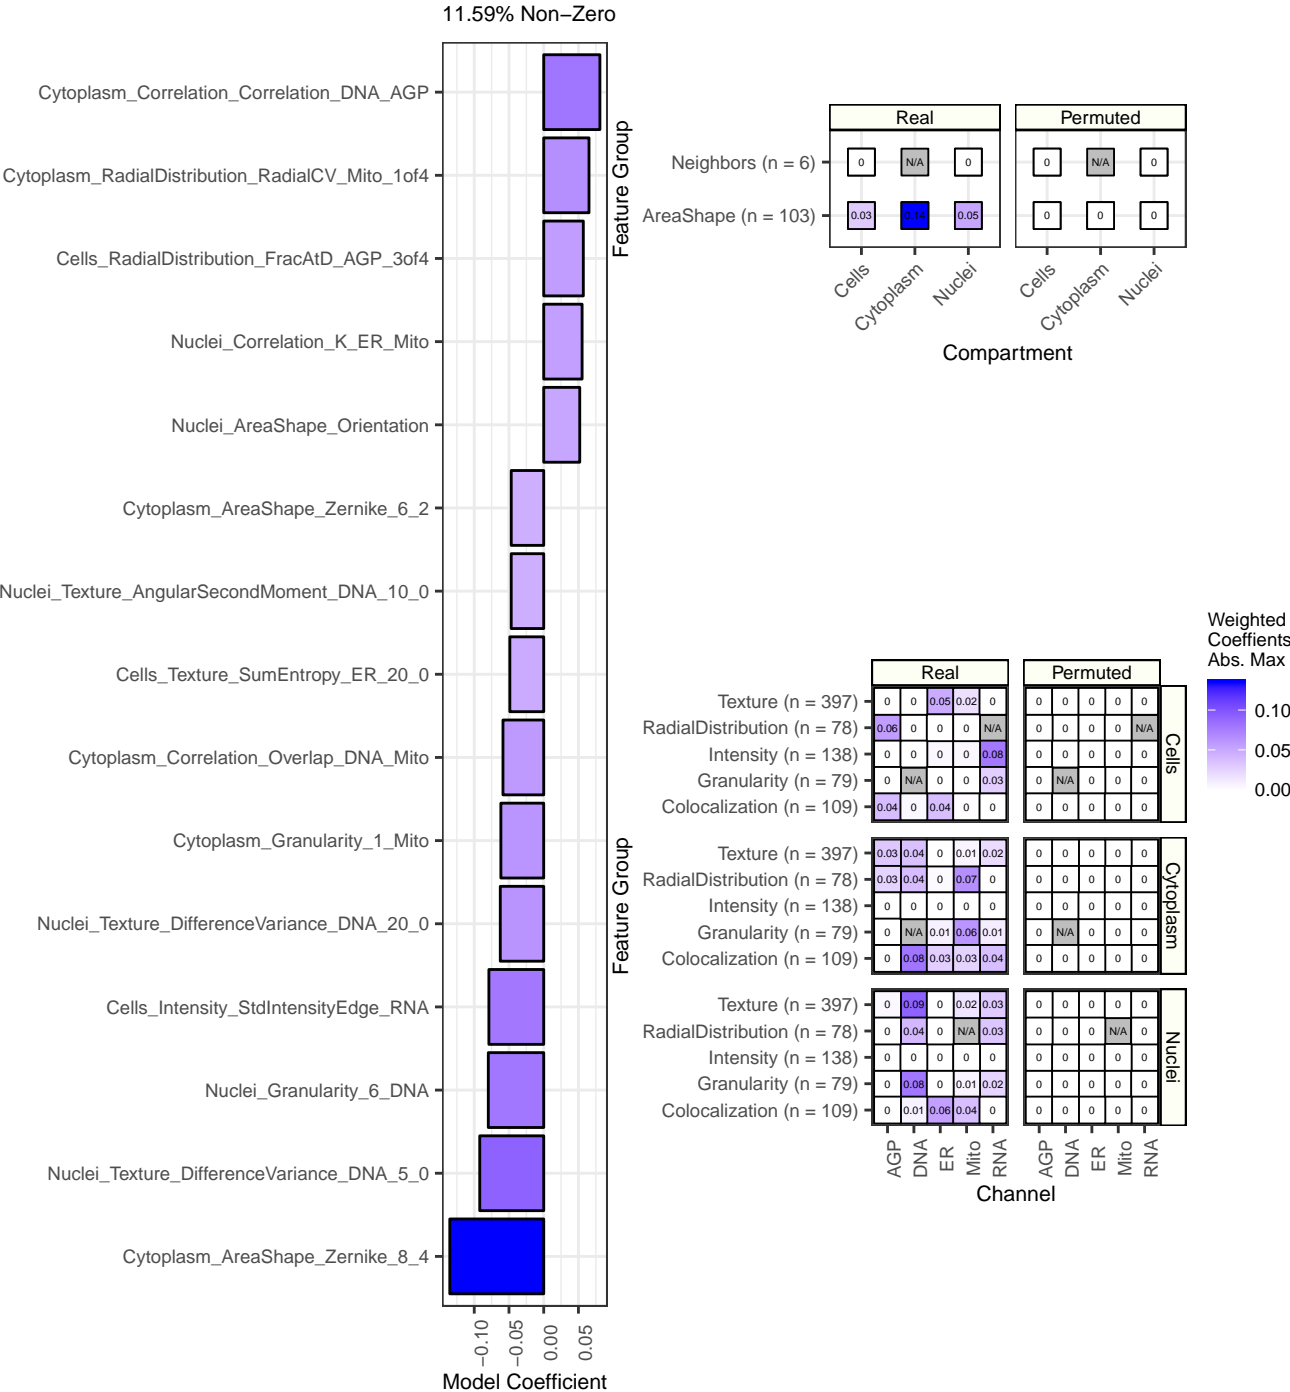 11.59% Non−Zero
Cytoplasm_Correlation_Correlation_DNA_AGP
Cytoplasm_RadialDistribution_RadialCV_Mito_1of4
Cells_RadialDistribution_FracAtD_AGP_3of4
Nuclei_Correlation_K_ER_Mito
Nuclei_AreaShape_Orientation
Cytoplasm_AreaShape_Zernike_6_2
Nuclei_Texture_AngularSecondMoment_DNA_10_0
Cells_Texture_SumEntropy_ER_20_0
Cytoplasm_Correlation_Overlap_DNA_Mito
Cytoplasm_Granularity_1_Mito
Nuclei_Texture_DifferenceVariance_DNA_20_0
Cells_Intensity_StdIntensityEdge_RNA
Nuclei_Granularity_6_DNA
Nuclei_Texture_DifferenceVariance_DNA_5_0
Cytoplasm_AreaShape_Zernike_8_4
−0.10 −0.05 0.00 0.05
Model Coefficient
Feature Group
Real Permuted
Neighbors (n = 6) 0 N/A 0 0 N/A 0
AreaShape (n = 103) 0.03 0.14 0.05 0 0 0
Cells Cytoplasm Nuclei Cells Cytoplasm Nuclei
Compartment
Feature Group
Real Permuted
Texture (n = 397) 0 0 0.05 0.02 0 0 0 0 0 0
RadialDistribution (n = 78) 0.06 0 0 0 N/A 0 0 0 0 N/A
Intensity (n = 138) 0 0 0 0 0.08 0 0 0 0 0
Granularity (n = 79) 0 N/A 0 0 0.03 0 N/A 0 0 0
Colocalization (n = 109) 0.04 0 0.04 0 0 0 0 0 0 0
Cells
Texture (n = 397) 0.03 0.04 0 0.01 0.02 0 0 0 0 0
RadialDistribution (n = 78) 0.03 0.04 0 0.07 0 0 0 0 0 0
Intensity (n = 138) 0 0 0 0 0 0 0 0 0 0
Granularity (n = 79) 0 N/A 0.01 0.06 0.01 0 N/A 0 0 0
Colocalization (n = 109) 0 0.08 0.03 0.03 0.04 0 0 0 0 0
Cytoplasm
Texture (n = 397) 0 0.09 0 0.02 0.03 0 0 0 0 0
RadialDistribution (n = 78) 0 0.04 0 N/A 0.03 0 0 0 N/A 0
Intensity (n = 138) 0 0 0 0 0 0 0 0 0 0
Granularity (n = 79) 0 0.08 0 0.01 0.02 0 0 0 0 0
Colocalization (n = 109) 0 0.01 0.06 0.04 0 0 0 0 0 0
Nuclei
AGP DNA ER Mito RNA AGP DNA ER Mito RNA
Channel
Weighted
Coeffients
Abs. Max
0.10
0.05
0.00